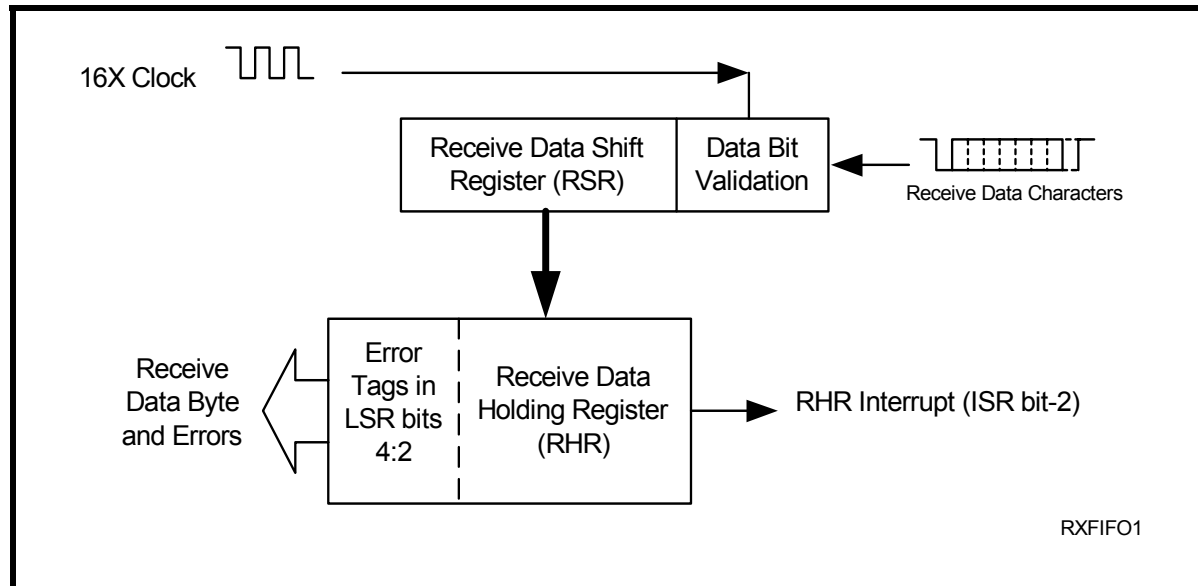 16X Clock
Receive Data Shift
Register (RSR)
Data Bit
Validation
Receive Data Characters
Receive
Data Byte
and Errors
Error
Tags in
LSR bits
4:2
Receive Data
Holding Register
(RHR)
RHR Interrupt (ISR bit-2)
RXFIFO1